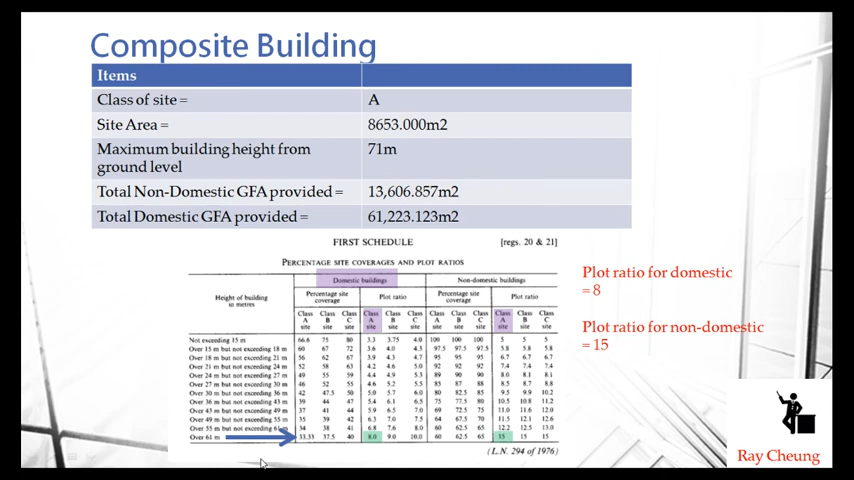 Composite Building
Items
Class of site = A
Site Area = 8653.000m2
Maximum building height from ground level 71m
Total Non-Domestic GFA provided = 13,606.857m2
Total Domestic GFA provided = 61,223.123m2
FIRST SCHEDULE [regs. 20 & 21]
PERCENTAGE SITE COVERAGES AND PLOT RATIOS
Height of building in metres
Domestic buildings Non-domestic buildings
Percentage site coverage Plot ratio Percentage site coverage Plot ratio
Class A site Class B site Class C site Class A site Class B site Class C site Class A site Class B site Class C site Class A site Class B site Class C site
Not exceeding 15 m 66.6 75 80 3.3 3.75 4.0 100 100 100 5 5 5
Over 15 m but not exceeding 18 m 60 67 72 3.6 4.0 4.3 97.5 97.5 97.5 5.8 5.8 5.8
Over 18 m but not exceeding 21 m 56 62 67 3.9 4.3 4.7 95 95 95 6.7 6.7 6.7
Over 21 m but not exceeding 24 m 52 58 63 4.2 4.6 5.0 92 92 92 7.4 7.4 7.4
Over 24 m but not exceeding 27 m 49 55 59 4.4 4.9 5.3 89 90 90 8.0 8.1 8.1
Over 27 m but not exceeding 30 m 46 52 55 4.6 5.2 5.5 85 87 88 8.5 8.7 8.8
Over 30 m but not exceeding 36 m 42 47.5 50 5.0 5.7 6.0 80 82.5 85 9.5 9.9 10.2
Over 36 m but not exceeding 43 m 39 44 47 5.4 6.1 6.5 75 77.5 80 10.5 10.8 11.2
Over 43 m but not exceeding 49 m 37 41 44 5.9 6.5 7.0 69 72.5 75 11.0 11.6 12.0
Over 49 m but not exceeding 55 m 35 39 42 6.3 7.0 7.5 64 67.5 70 11.5 12.1 12.6
Over 55 m but not exceeding 61 m 34 38 41 6.8 7.6 8.0 60 62.5 65 12.2 12.5 13.0
Over 61 m 33.33 37.5 40 8.0 9.0 10.0 60 62.5 65 15 15 15
(L.N. 294 of 1976)
Plot ratio for domestic
= 8
Plot ratio for non-domestic
= 15
Ray Cheung